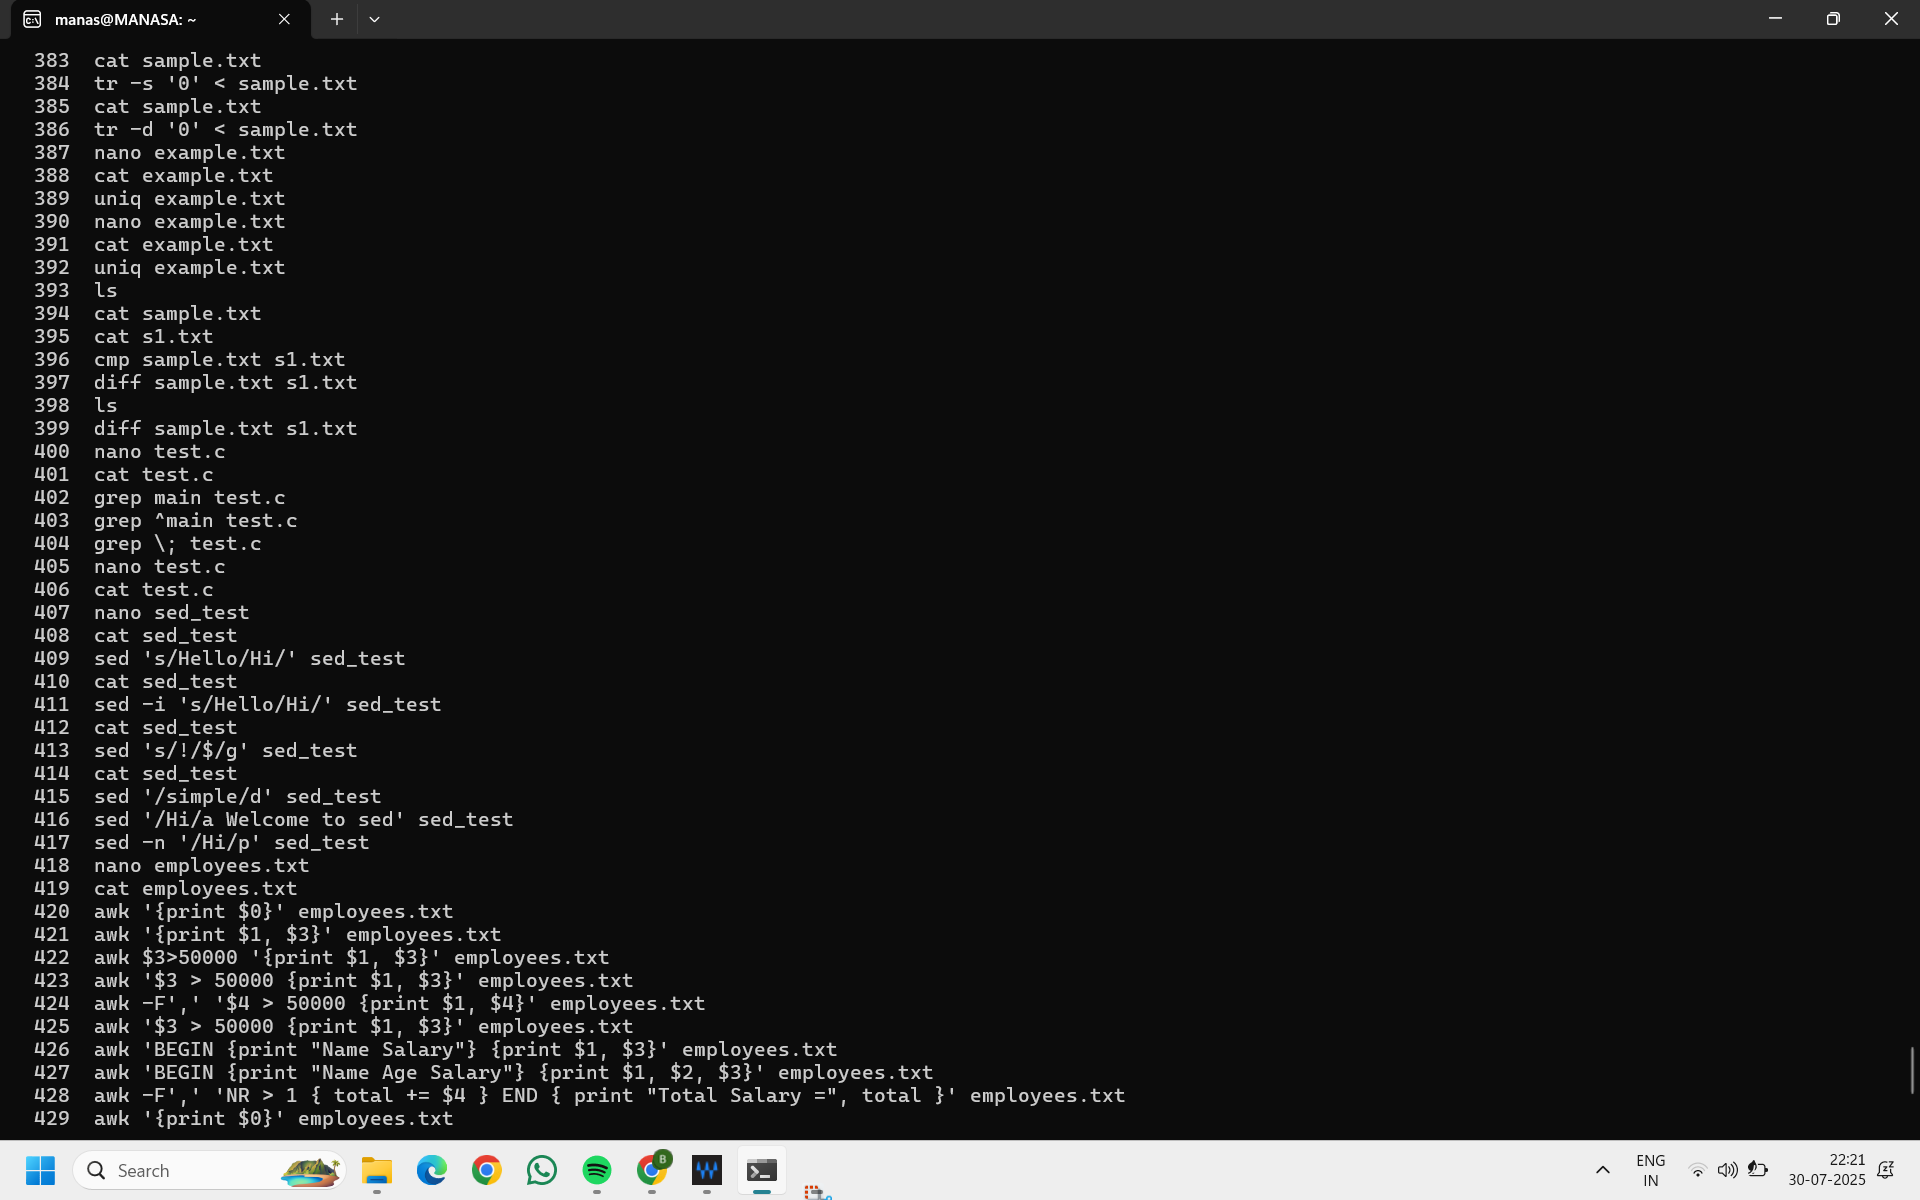 manas@MANASA: ~
383 cat sample.txt
384 tr -s '0' < sample.txt
385 cat sample.txt
386 tr -d '0' < sample.txt
387 nano example.txt
388 cat example.txt
389 uniq example.txt
390 nano example.txt
391 cat example.txt
392 uniq example.txt
393 ls
394 cat sample.txt
395 cat s1.txt
396 cmp sample.txt s1.txt
397 diff sample.txt s1.txt
398 ls
399 diff sample.txt s1.txt
400 nano test.c
401 cat test.c
402 grep main test.c
403 grep ^main test.c
404 grep \; test.c
405 nano test.c
406 cat test.c
407 nano sed_test
408 cat sed_test
409 sed 's/Hello/Hi/' sed_test
410 cat sed_test
411 sed -i 's/Hello/Hi/' sed_test
412 cat sed_test
413 sed 's/!/$/g' sed_test
414 cat sed_test
415 sed '/simple/d' sed_test
416 sed '/Hi/a Welcome to sed' sed_test
417 sed -n '/Hi/p' sed_test
418 nano employees.txt
419 cat employees.txt
420 awk '{print $0}' employees.txt
421 awk '{print $1, $3}' employees.txt
422 awk $3>50000 '{print $1, $3}' employees.txt
423 awk '$3 > 50000 {print $1, $3}' employees.txt
424 awk -F',' '$4 > 50000 {print $1, $4}' employees.txt
425 awk '$3 > 50000 {print $1, $3}' employees.txt
426 awk 'BEGIN {print "Name Salary"} {print $1, $3}' employees.txt
427 awk 'BEGIN {print "Name Age Salary"} {print $1, $2, $3}' employees.txt
428 awk -F',' 'NR > 1 { total += $4 } END { print "Total Salary =", total }' employees.txt
429 awk '{print $0}' employees.txt
Search
B
ENG
IN
22:21
30-07-2025